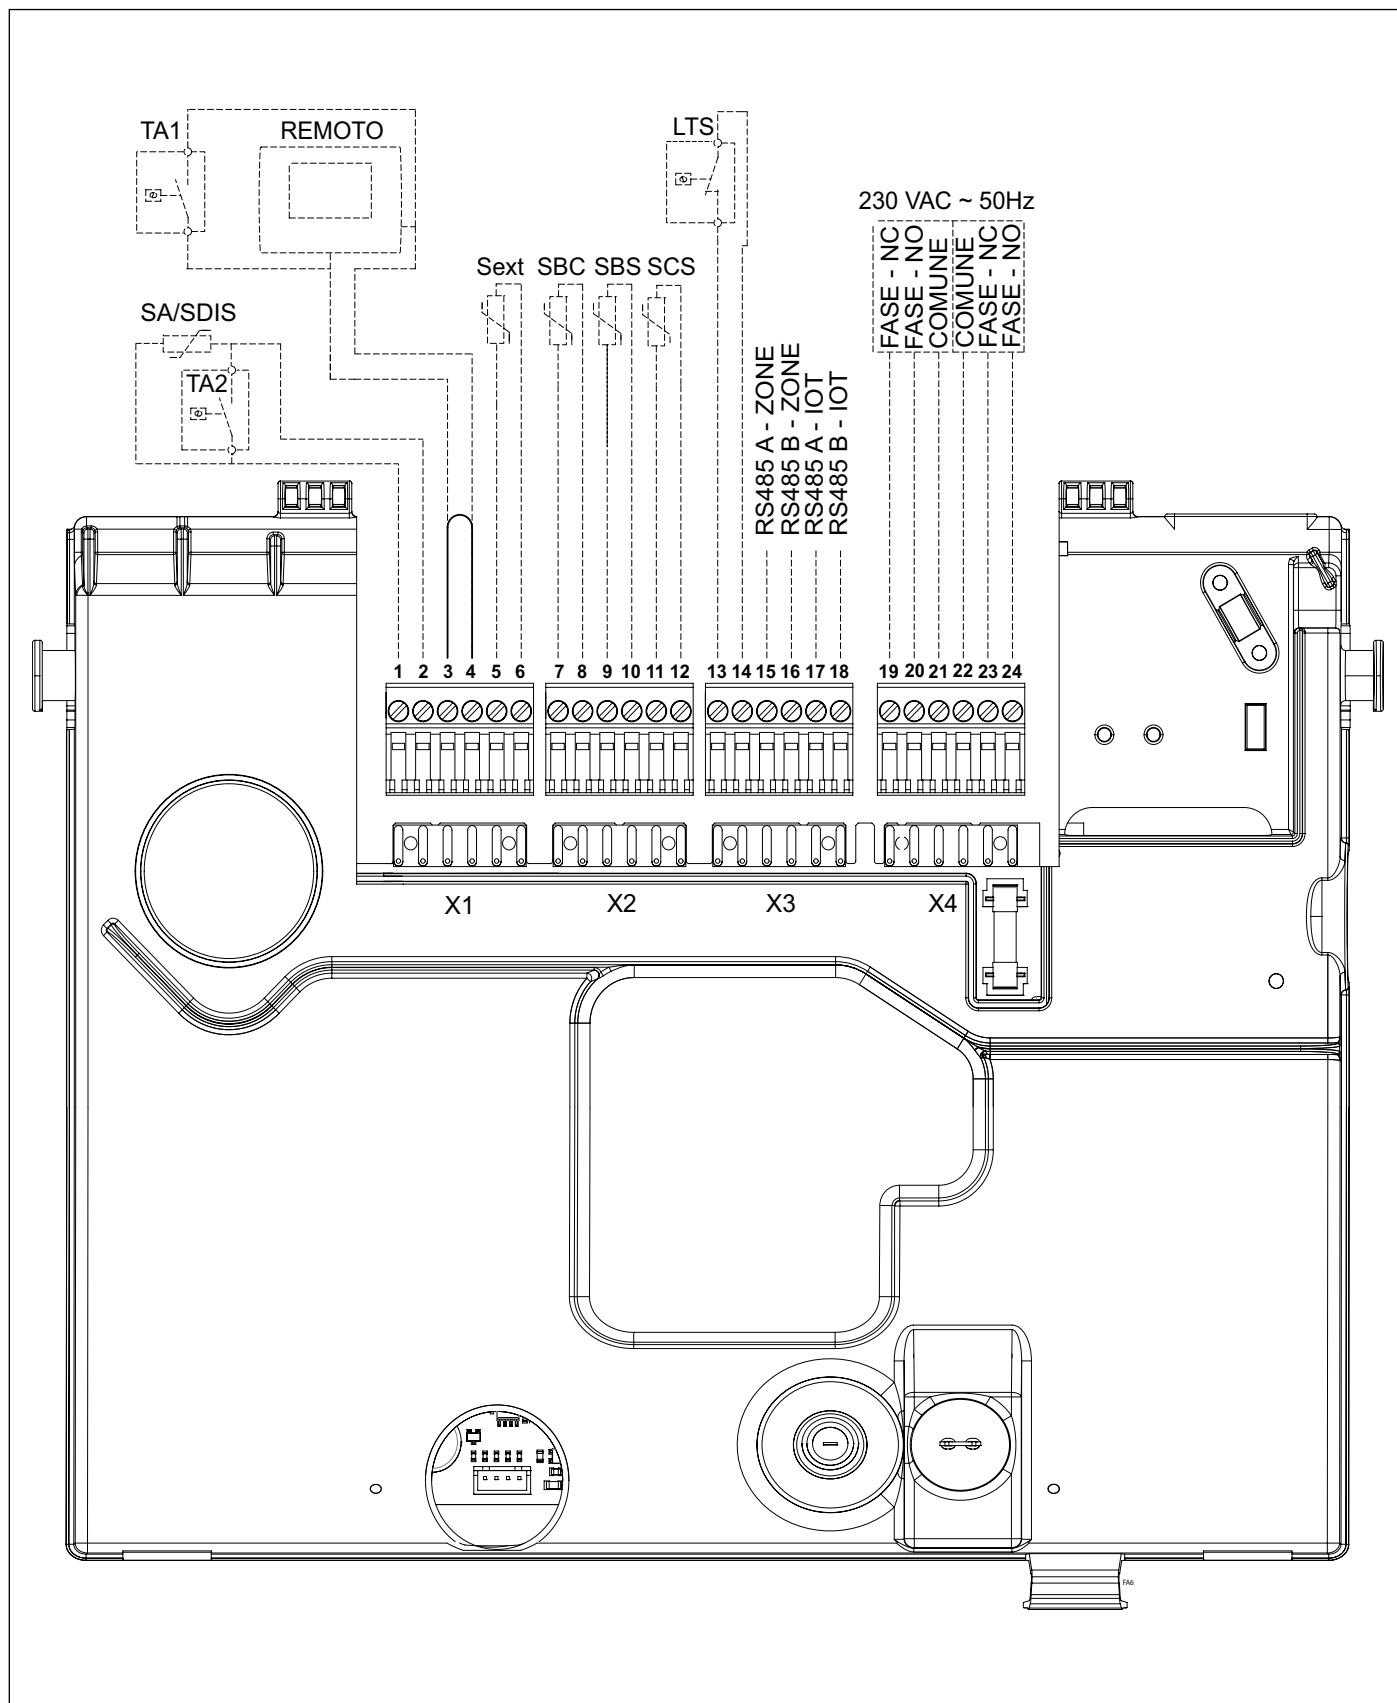 TA1
REMOTO
LTS
230 VAC ~ 50Hz
FASE - NC
FASE - NO
COMUNE
COMUNE
FASE - NC
FASE - NO
Sext
SBC
SBS
SCS
SA/SDIS
TA2
RS485 A - ZONE
RS485 B - ZONE
RS485 A - IOT
RS485 B - IOT
1 2 3 4 5 6 7 8 9 10 11 12 13 14 15 16 17 18 19 20 21 22 23 24
X1 X2 X3 X4
FA6